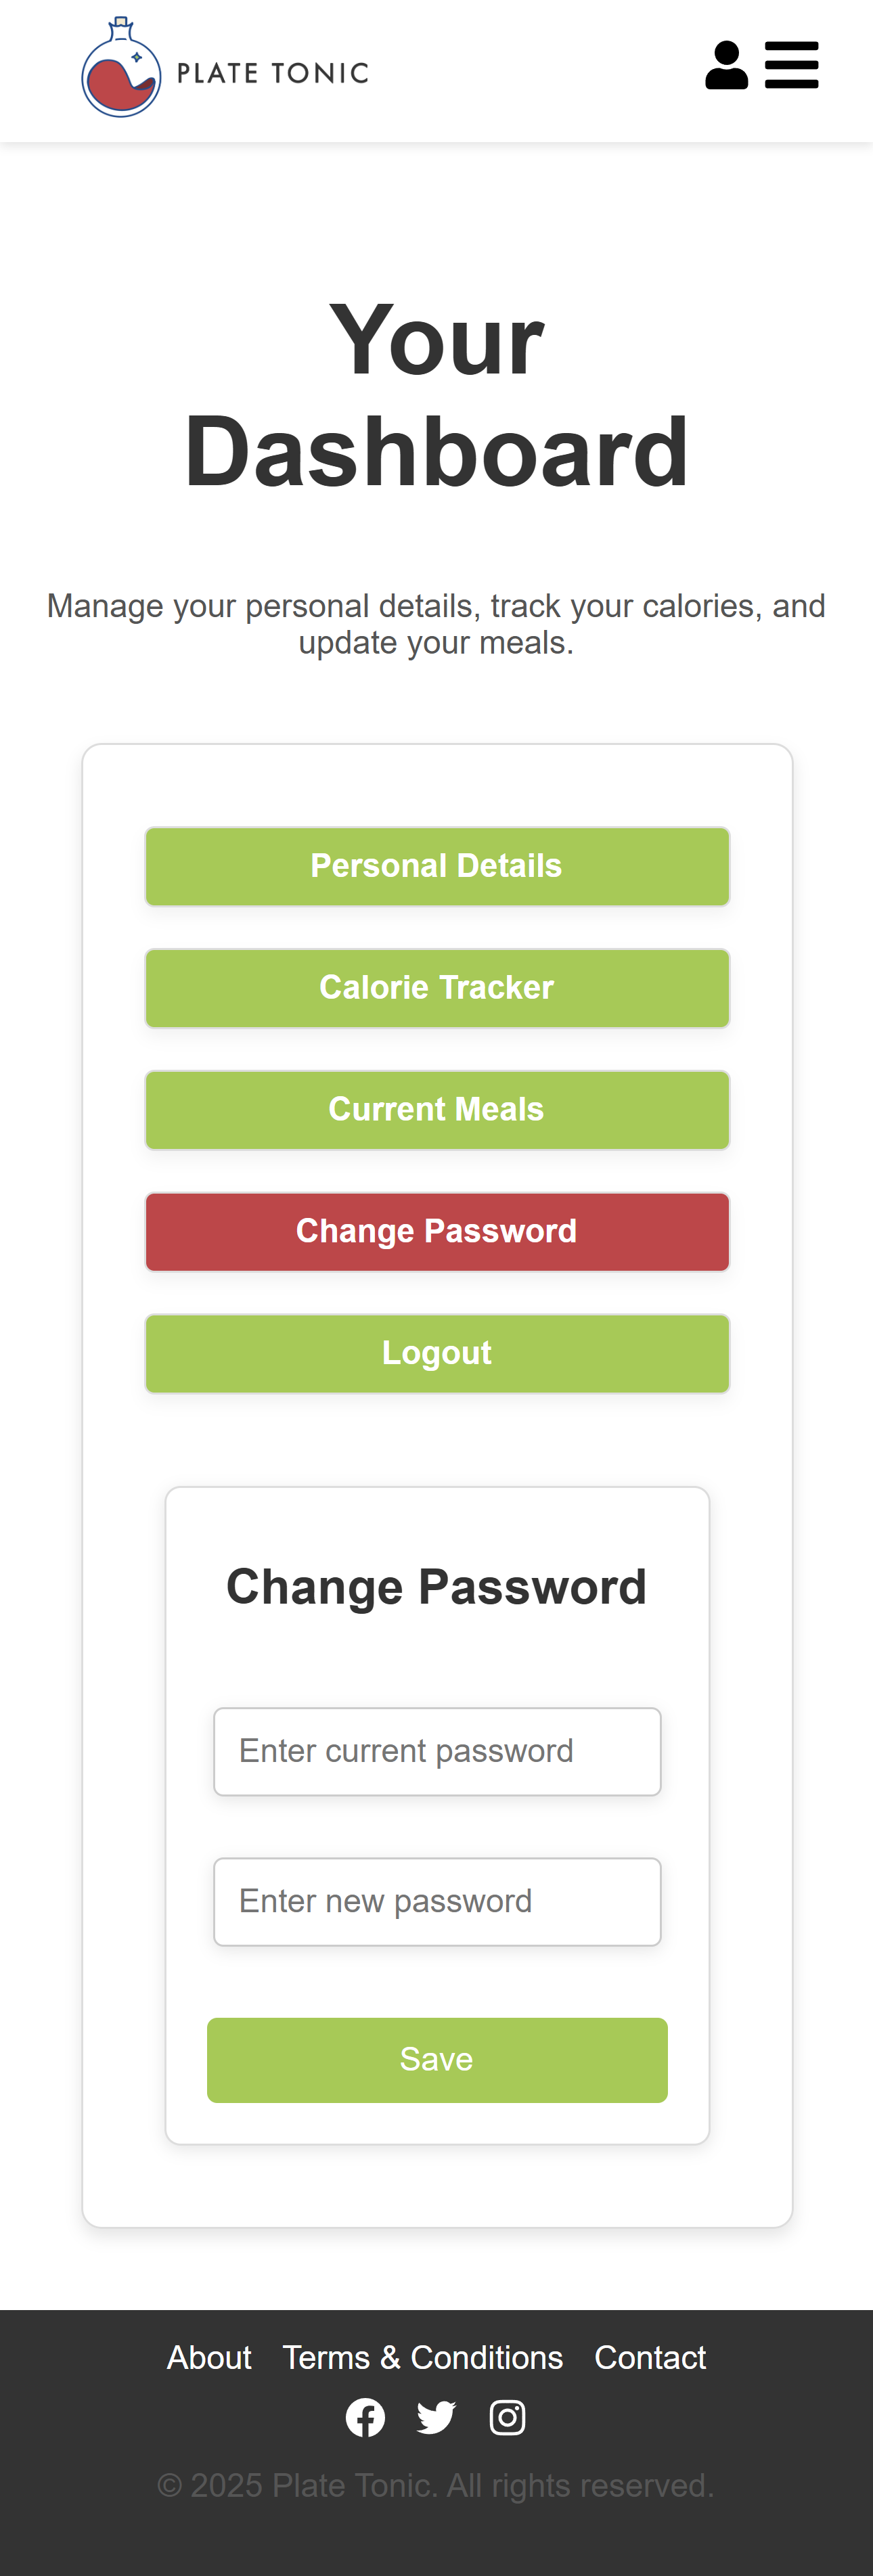 PLATE TONIC
Your
Dashboard
Manage your personal details, track your calories, and
update your meals.
Personal Details
Calorie Tracker
Current Meals
Change Password
Logout
Change Password
Enter current password
Enter new password
Save
About Terms & Conditions Contact
© 2025 Plate Tonic. All rights reserved.